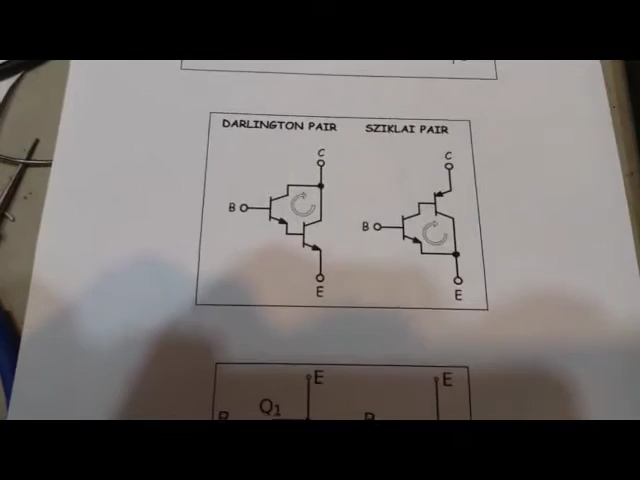 DARLINGTON PAIR SZIKLAI PAIR
C C
B B
E E
E E
Q1
B B